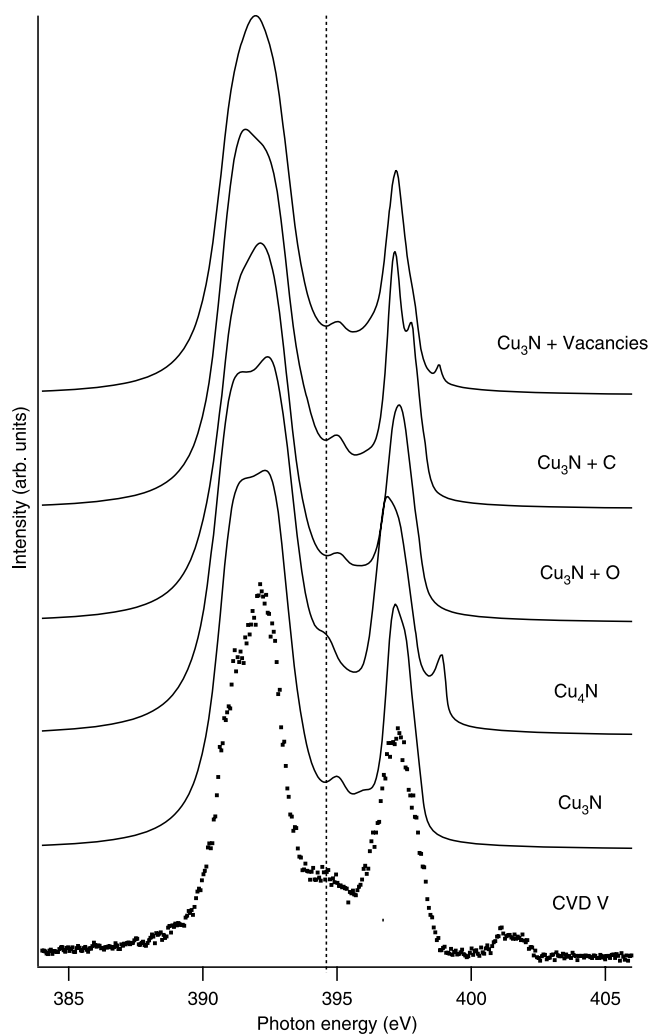 Cu3N + Vacancies
Cu3N + C
Cu3N + O
Cu4N
Cu3N
CVD V
Intensity (arb. units)
385 390 395 400 405
Photon energy (eV)